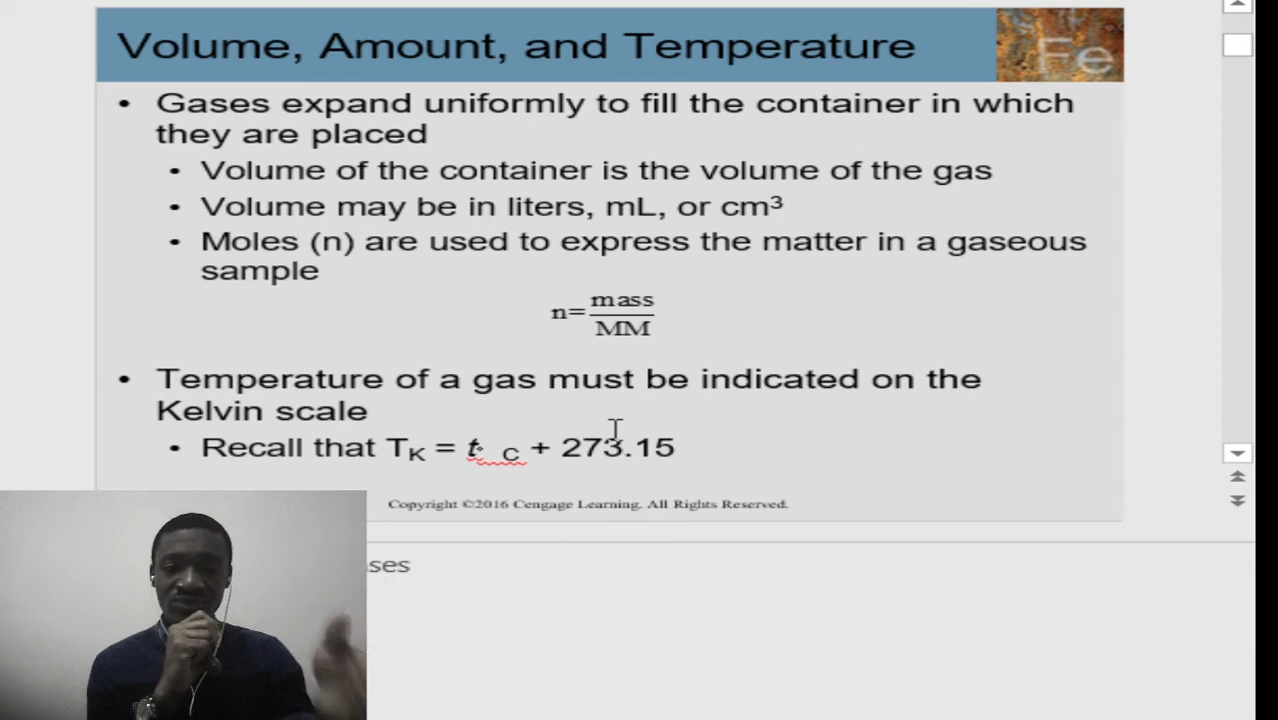 Volume, Amount, and Temperature
Fe
• Gases expand uniformly to fill the container in which
they are placed
• Volume of the container is the volume of the gas
• Volume may be in liters, mL, or cm³
• Moles (n) are used to express the matter in a gaseous
sample
n=mass/MM
• Temperature of a gas must be indicated on the
Kelvin scale
• Recall that T_K = t°_C + 273.15
Copyright ©2016 Cengage Learning. All Rights Reserved.
ses